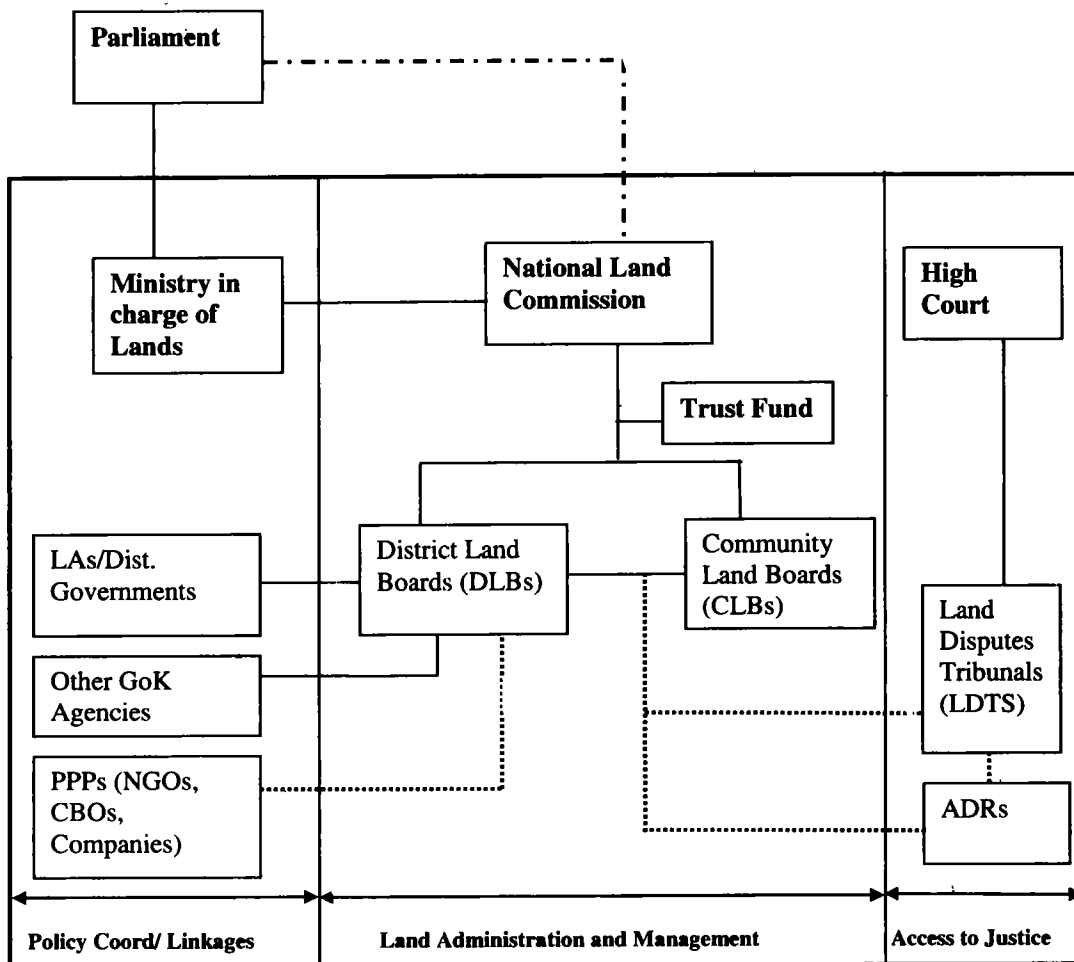 Parliament
Ministry in
charge of
Lands
National Land
Commission
High
Court
Trust Fund
LAs/Dist.
Governments
District Land
Boards (DLBs)
Community
Land Boards
(CLBs)
Land
Disputes
Tribunals
(LDTS)
Other GoK
Agencies
PPPs (NGOs,
CBOs,
Companies)
ADRs
Policy Coord/ Linkages
Land Administration and Management
Access to Justice